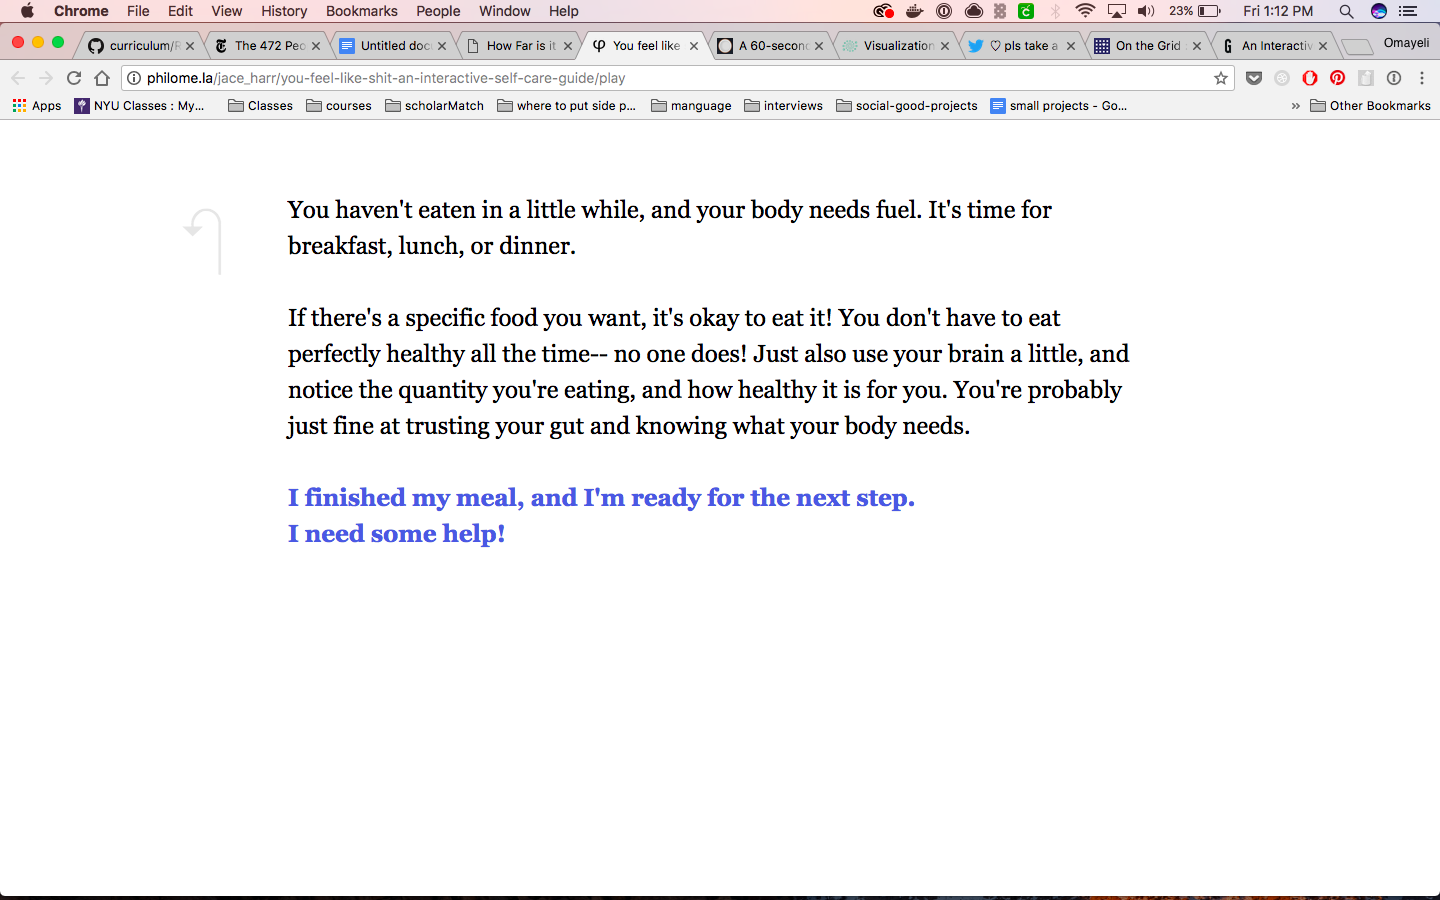 Chrome File Edit View History Bookmarks People Window Help 23% Fri 1:12 PM
curriculum/R The 472 Peo Untitled doc How Far is it You feel like A 60-secon Visualization ♡ pls take a On the Grid An Interactiv Omayeli
philome.la/jace_harr/you-feel-like-shit-an-interactive-self-care-guide/play
Apps NYU Classes : My... Classes courses scholarMatch where to put side p... manguage interviews social-good-projects small projects - Go... » Other Bookmarks
You haven't eaten in a little while, and your body needs fuel. It's time for
breakfast, lunch, or dinner.
If there's a specific food you want, it's okay to eat it! You don't have to eat
perfectly healthy all the time-- no one does! Just also use your brain a little, and
notice the quantity you're eating, and how healthy it is for you. You're probably
just fine at trusting your gut and knowing what your body needs.
I finished my meal, and I'm ready for the next step.
I need some help!